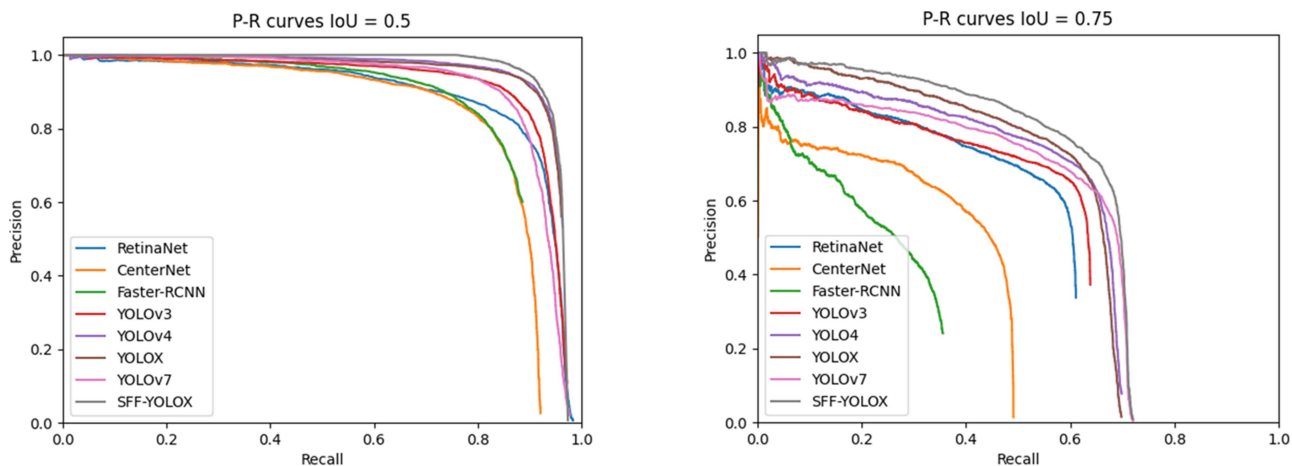 P-R curves IoU = 0.5
1.0
0.8
0.6
0.4
0.2
0.0
Precision
RetinaNet
CenterNet
Faster-RCNN
YOLOv3
YOLOv4
YOLOX
YOLOv7
SFF-YOLOX
0.0 0.2 0.4 0.6 0.8 1.0
Recall
P-R curves IoU = 0.75
1.0
0.8
0.6
0.4
0.2
0.0
Precision
RetinaNet
CenterNet
Faster-RCNN
YOLOv3
YOLO4
YOLOX
YOLOv7
SFF-YOLOX
0.0 0.2 0.4 0.6 0.8 1.0
Recall